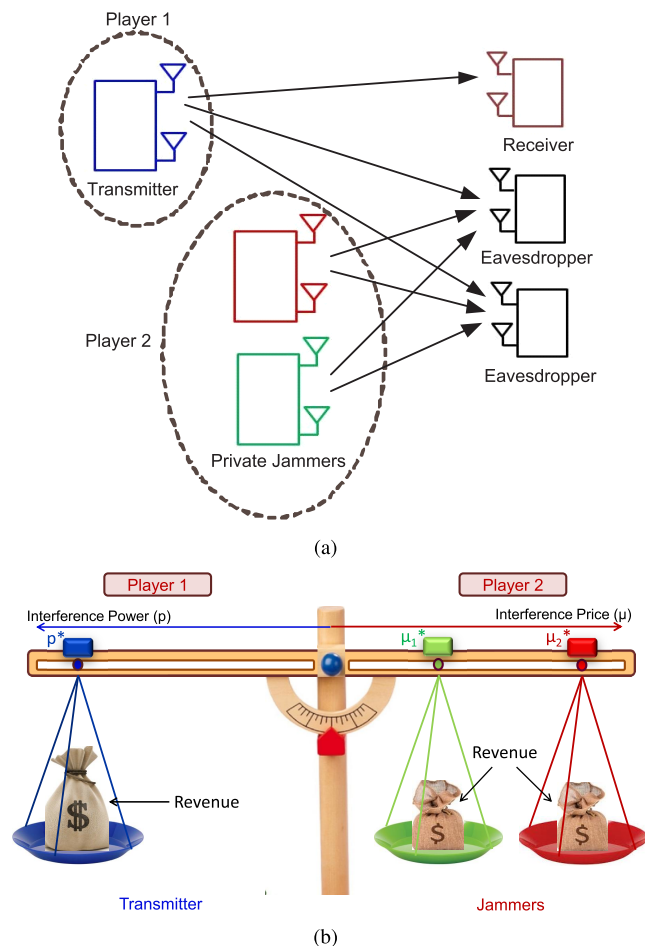 Player 1
Transmitter
Receiver
Eavesdropper
Player 2
Eavesdropper
Private Jammers
(a)
Player 1
Player 2
Interference Power (p)
Interference Price (μ)
p*
μ1*
μ2*
$
Revenue
Revenue
$
$
Transmitter
Jammers
(b)